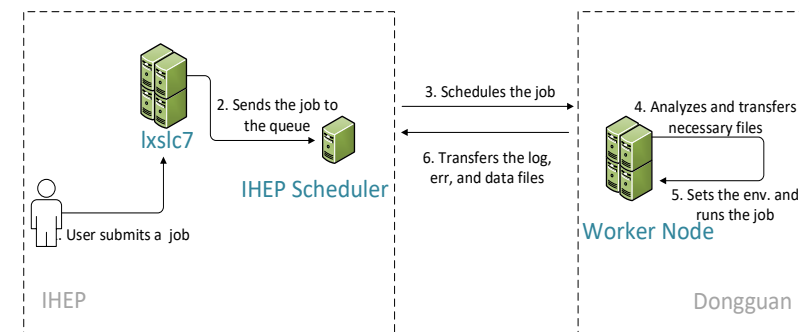 2. Sends the job to
the queue
lxslc7
IHEP Scheduler
. User submits a job
IHEP
3. Schedules the job
6. Transfers the log,
err, and data files
4. Analyzes and transfers
necessary files
5. Sets the env. and
runs the job
Worker Node
Dongguan